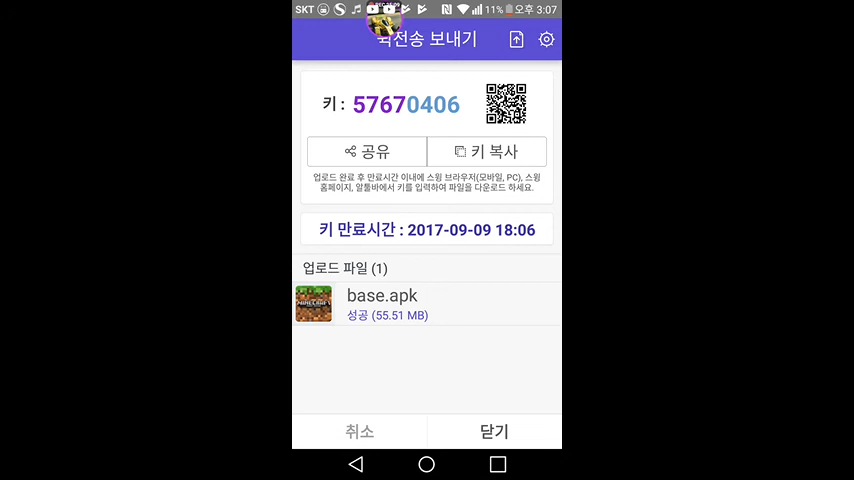 SKT 11% 오후 3:07
퀵전송 보내기
키 : 57670406
공유
키 복사
업로드 완료 후 만료시간 이내에 스윙 브라우저(모바일, PC), 스윙
홈페이지, 알툴바에서 키를 입력하여 파일을 다운로드 하세요.
키 만료시간 : 2017-09-09 18:06
업로드 파일 (1)
MINECRAFT
base.apk
성공 (55.51 MB)
취소
닫기